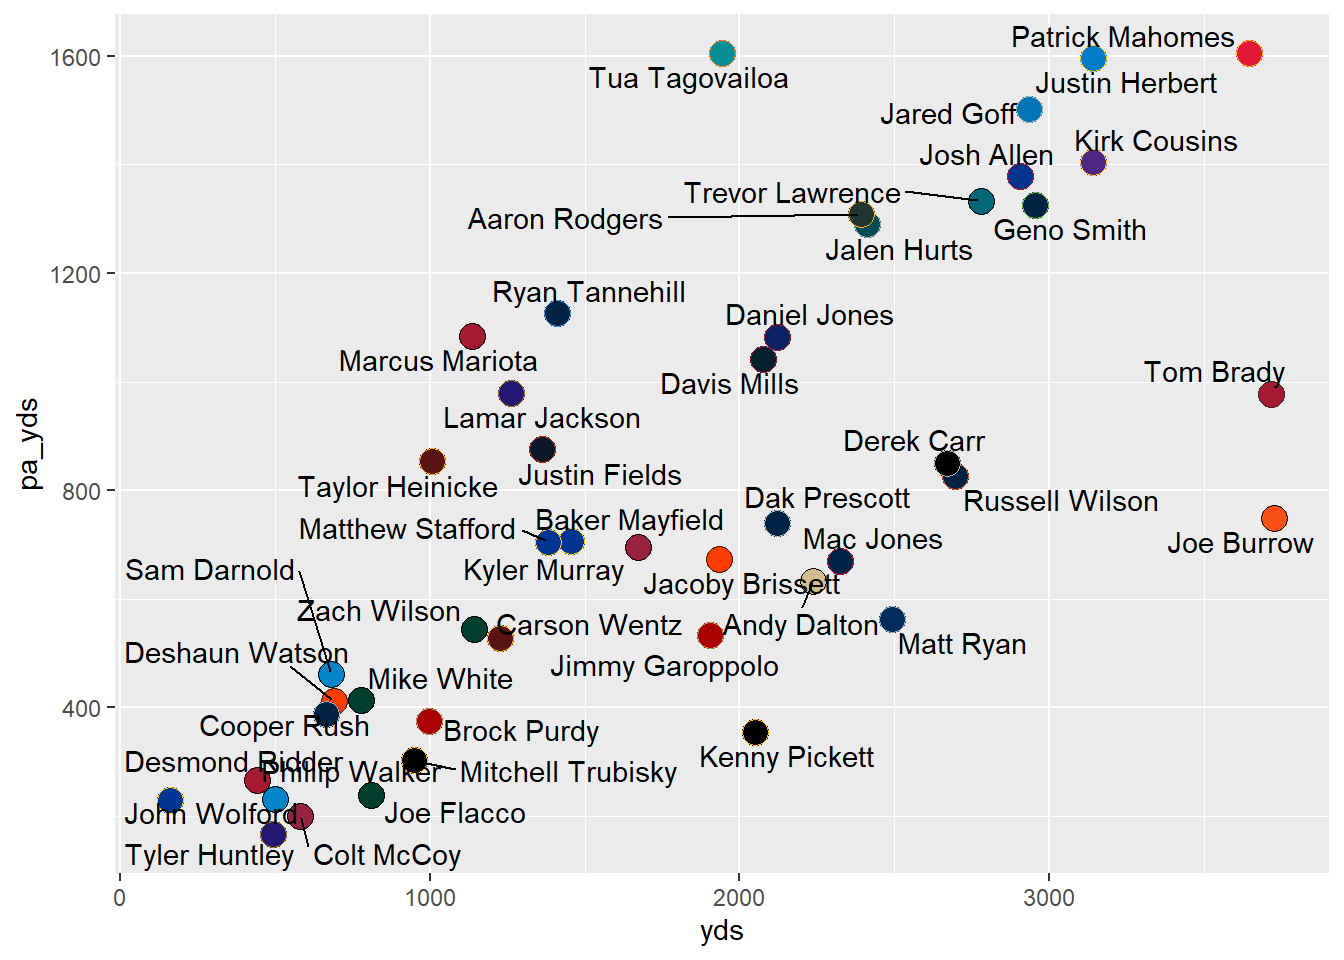 1600
1200
800
400
pa_yds
Patrick Mahomes
Tua Tagovailoa
Justin Herbert
Jared Goff
Kirk Cousins
Josh Allen
Trevor Lawrence
Aaron Rodgers
Geno Smith
Jalen Hurts
Ryan Tannehill
Daniel Jones
Marcus Mariota
Tom Brady
Davis Mills
Lamar Jackson
Derek Carr
Justin Fields
Taylor Heinicke
Dak Prescott
Russell Wilson
Baker Mayfield
Matthew Stafford
Mac Jones
Joe Burrow
Sam Darnold
Kyler Murray
Jacoby Brissett
Zach Wilson
Carson Wentz
Andy Dalton
Matt Ryan
Deshaun Watson
Jimmy Garoppolo
Mike White
Cooper Rush
Brock Purdy
Kenny Pickett
Desmond Ridder
Phillip Walker
Mitchell Trubisky
John Wolford
Joe Flacco
Tyler Huntley
Colt McCoy
0
1000
2000
3000
yds